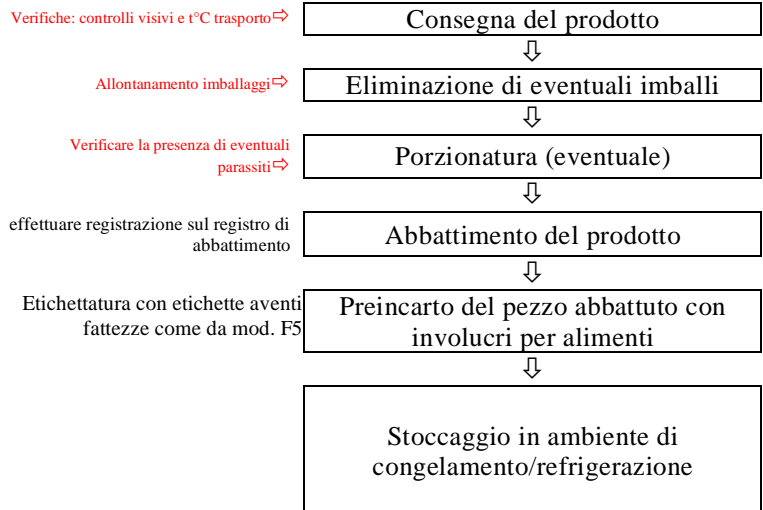 Verifiche: controlli visivi e t°C trasporto⇨
Consegna del prodotto
⇩
Allontanamento imballaggi⇨
Eliminazione di eventuali imballi
⇩
Verificare la presenza di eventuali
parassiti⇨
Porzionatura (eventuale)
⇩
effettuare registrazione sul registro di
abbattimento
Abbattimento del prodotto
⇩
Etichettatura con etichette aventi
fattezze come da mod. F5
Preincarto del pezzo abbattuto con
involucri per alimenti
⇩
Stoccaggio in ambiente di
congelamento/refrigerazione